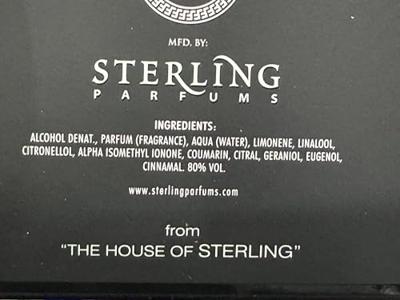 MFD. BY:
STERLING
PARFUMS
INGREDIENTS:
ALCOHOL DENAT., PARFUM (FRAGRANCE), AQUA (WATER), LIMONENE, LINALOOL,
CITRONELLOL, ALPHA ISOMETHYL IONONE, COUMARIN, CITRAL, GERANIOL, EUGENOL,
CINNAMAL. 80% VOL.
www.sterlingparfums.com
from
“THE HOUSE OF STERLING”